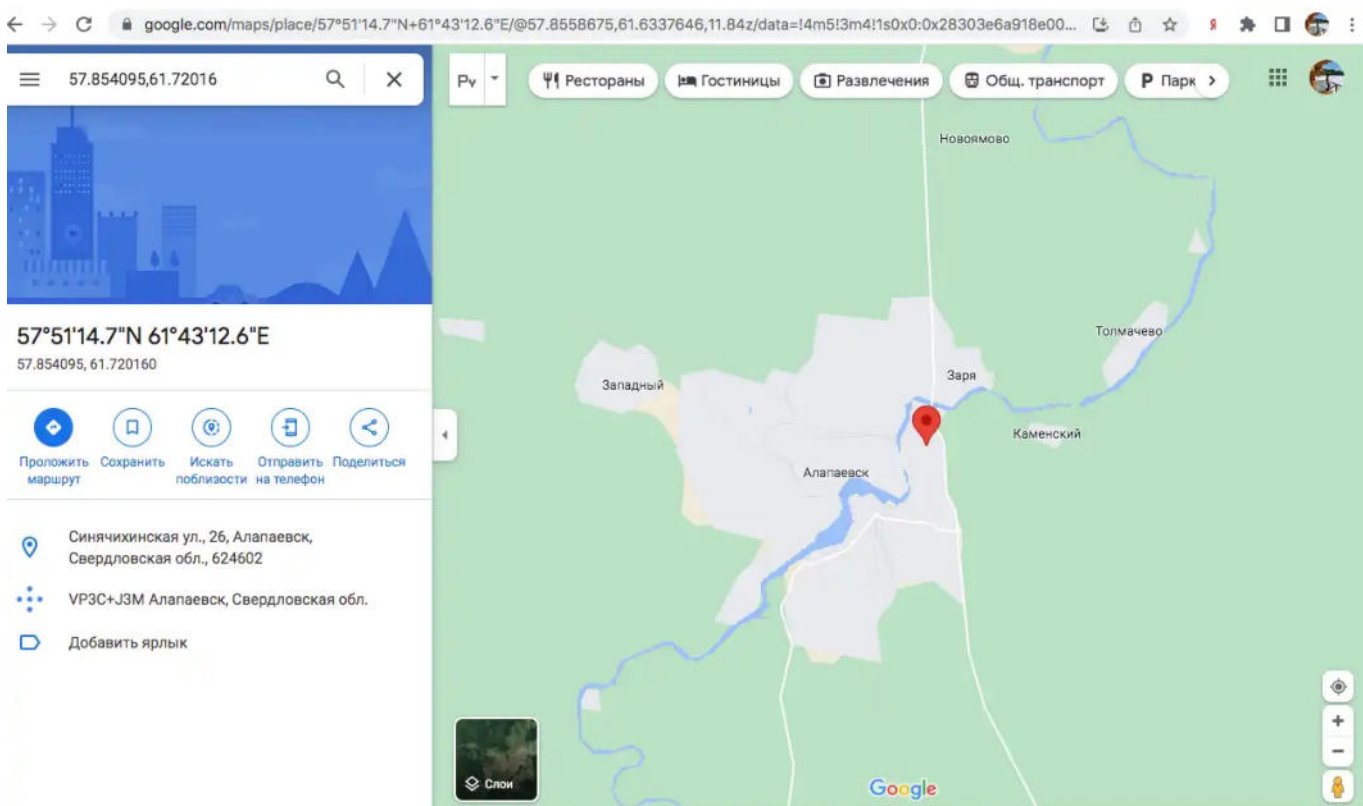 google.com/maps/place/57°51'14.7"N+61°43'12.6"E/@57.8558675,61.6337646,11.84z/data=!4m5!3m4!1s0x0:0x28303e6a918e00...
57.854095,61.72016
Ру
Рестораны
Гостиницы
Развлечения
Общ. транспорт
P Парк
Новоямово
Толмачево
Заря
Западный
Каменский
Алапаевск
57°51'14.7"N 61°43'12.6"E
57.854095, 61.720160
Проложить маршрут
Сохранить
Искать поблизости
Отправить на телефон
Поделиться
Синячихинская ул., 26, Алапаевск,
Свердловская обл., 624602
VP3C+J3M Алапаевск, Свердловская обл.
Добавить ярлык
Слои
Google